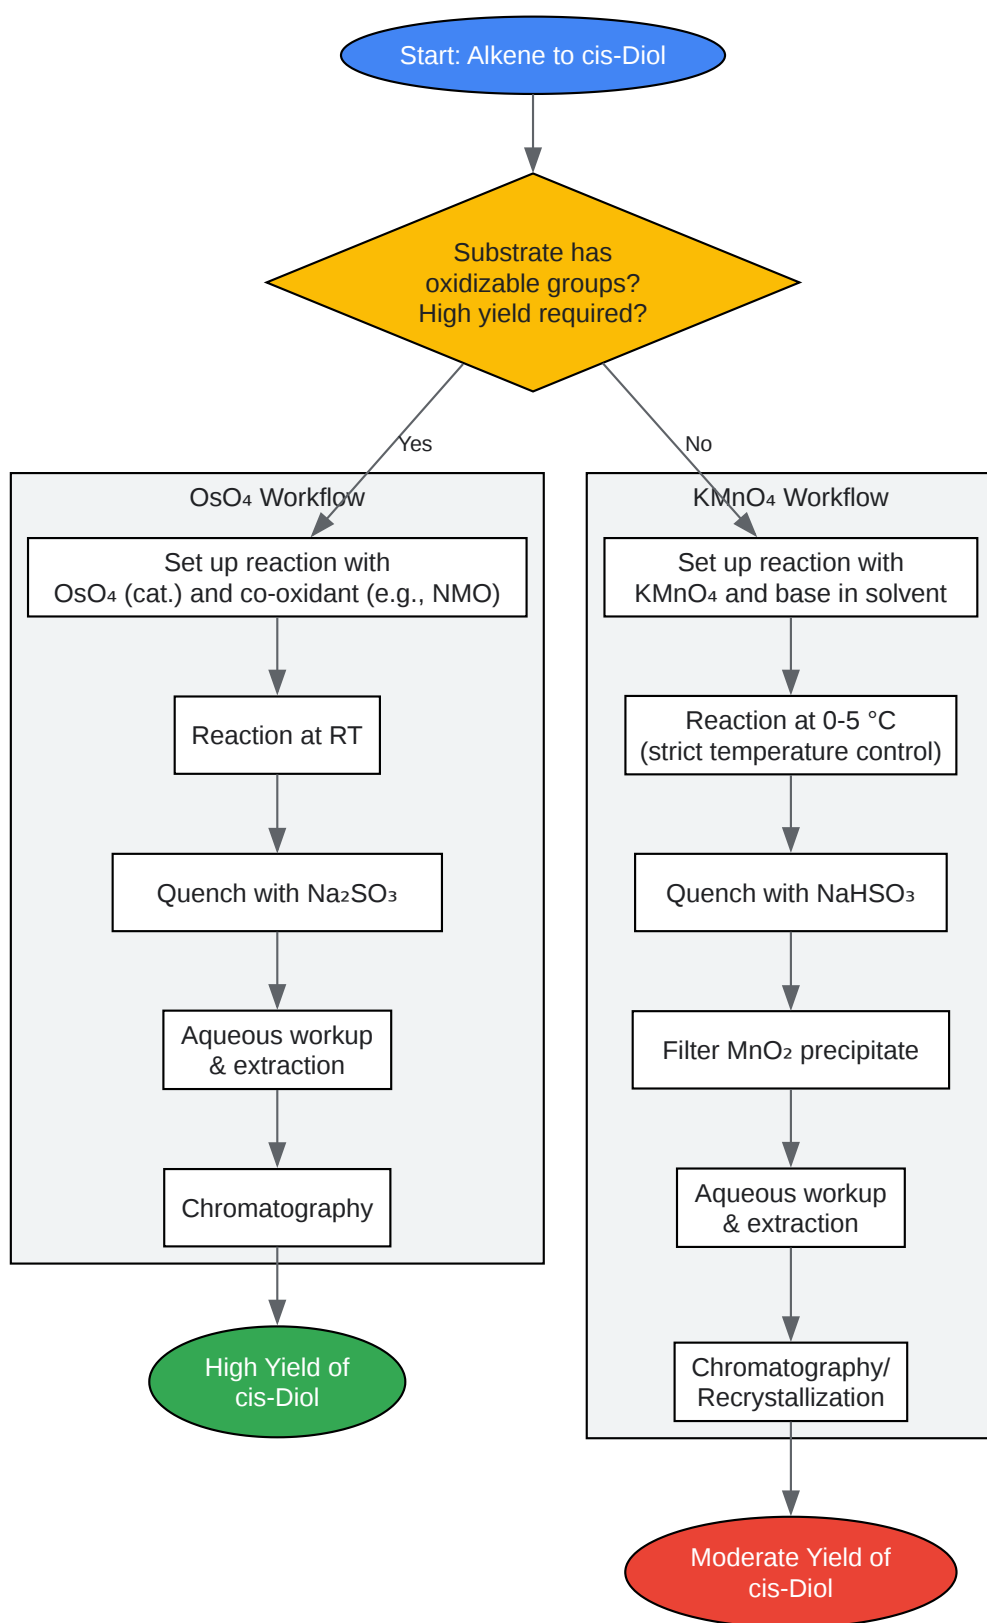 Start: Alkene to cis-Diol
Substrate has
oxidizable groups?
High yield required?
Yes
No
OsO₄ Workflow
Set up reaction with
OsO₄ (cat.) and co-oxidant (e.g., NMO)
Reaction at RT
Quench with Na₂SO₃
Aqueous workup
& extraction
Chromatography
High Yield of
cis-Diol
KMnO₄ Workflow
Set up reaction with
KMnO₄ and base in solvent
Reaction at 0-5 °C
(strict temperature control)
Quench with NaHSO₃
Filter MnO₂ precipitate
Aqueous workup
& extraction
Chromatography/
Recrystallization
Moderate Yield of
cis-Diol